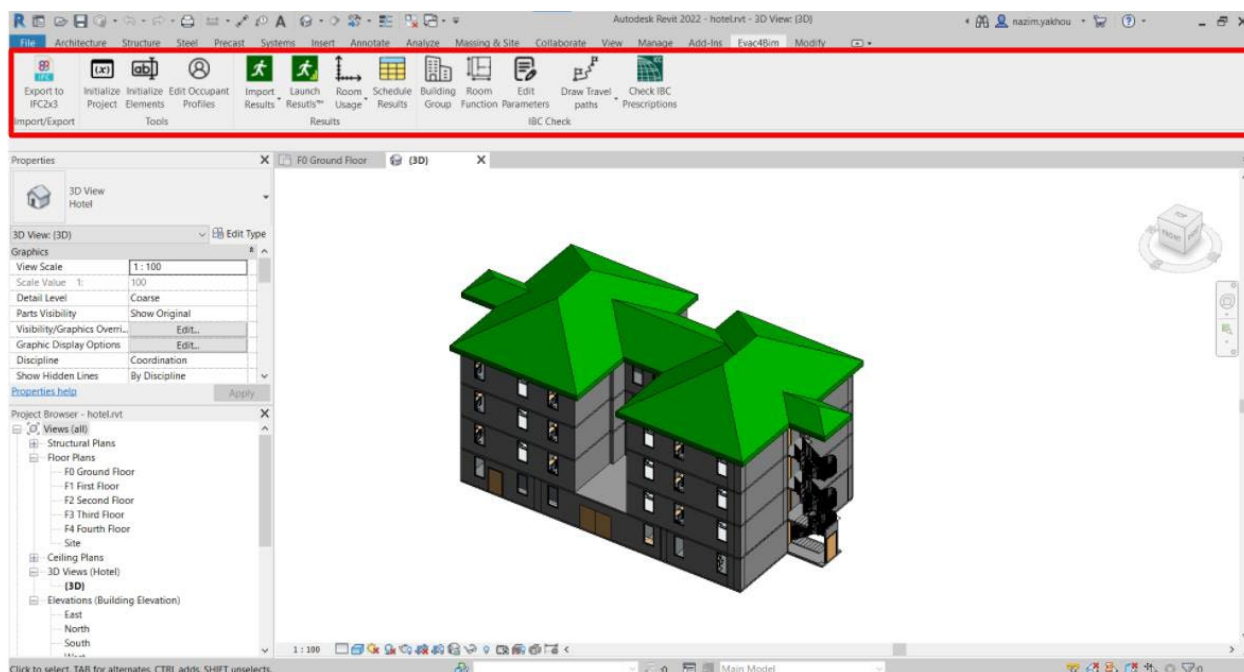 R Autodesk Revit 2022 - hotel.rvt - 3D View: {3D} nazim.yakhou
File Architecture Structure Steel Precast Systems Insert Annotate Analyze Massing & Site Collaborate View Manage Add-Ins Evac4Bim Modify
IFC (x) ab
Export to Initialize Initialize Edit Occupant Import Launch Room Schedule Building Room Edit Draw Travel Check IBC
IFC2x3 Project Elements Profiles Results Resutls™ Usage Results Group Function Parameters paths Prescriptions
Import/Export Tools Results IBC Check
Properties X F0 Ground Floor (3D) X
3D View
Hotel
3D View: (3D) Edit Type
Graphics
View Scale 1 : 100
Scale Value 1: 100
Detail Level Coarse
Parts Visibility Show Original
Visibility/Graphics Overri... Edit...
Graphic Display Options Edit...
Discipline Coordination
Show Hidden Lines By Discipline
Properties help Apply
Project Browser - hotel.rvt X
Views (all)
Structural Plans
Floor Plans
F0 Ground Floor
F1 First Floor
F2 Second Floor
F3 Third Floor
F4 Fourth Floor
Site
Ceiling Plans
3D Views (Hotel)
(3D)
Elevations (Building Elevation)
East
North
South
TOP
RIGHT
1 : 100
Click to select, TAB for alternates, CTRL adds, SHIFT unselects. :0 Main Model :0